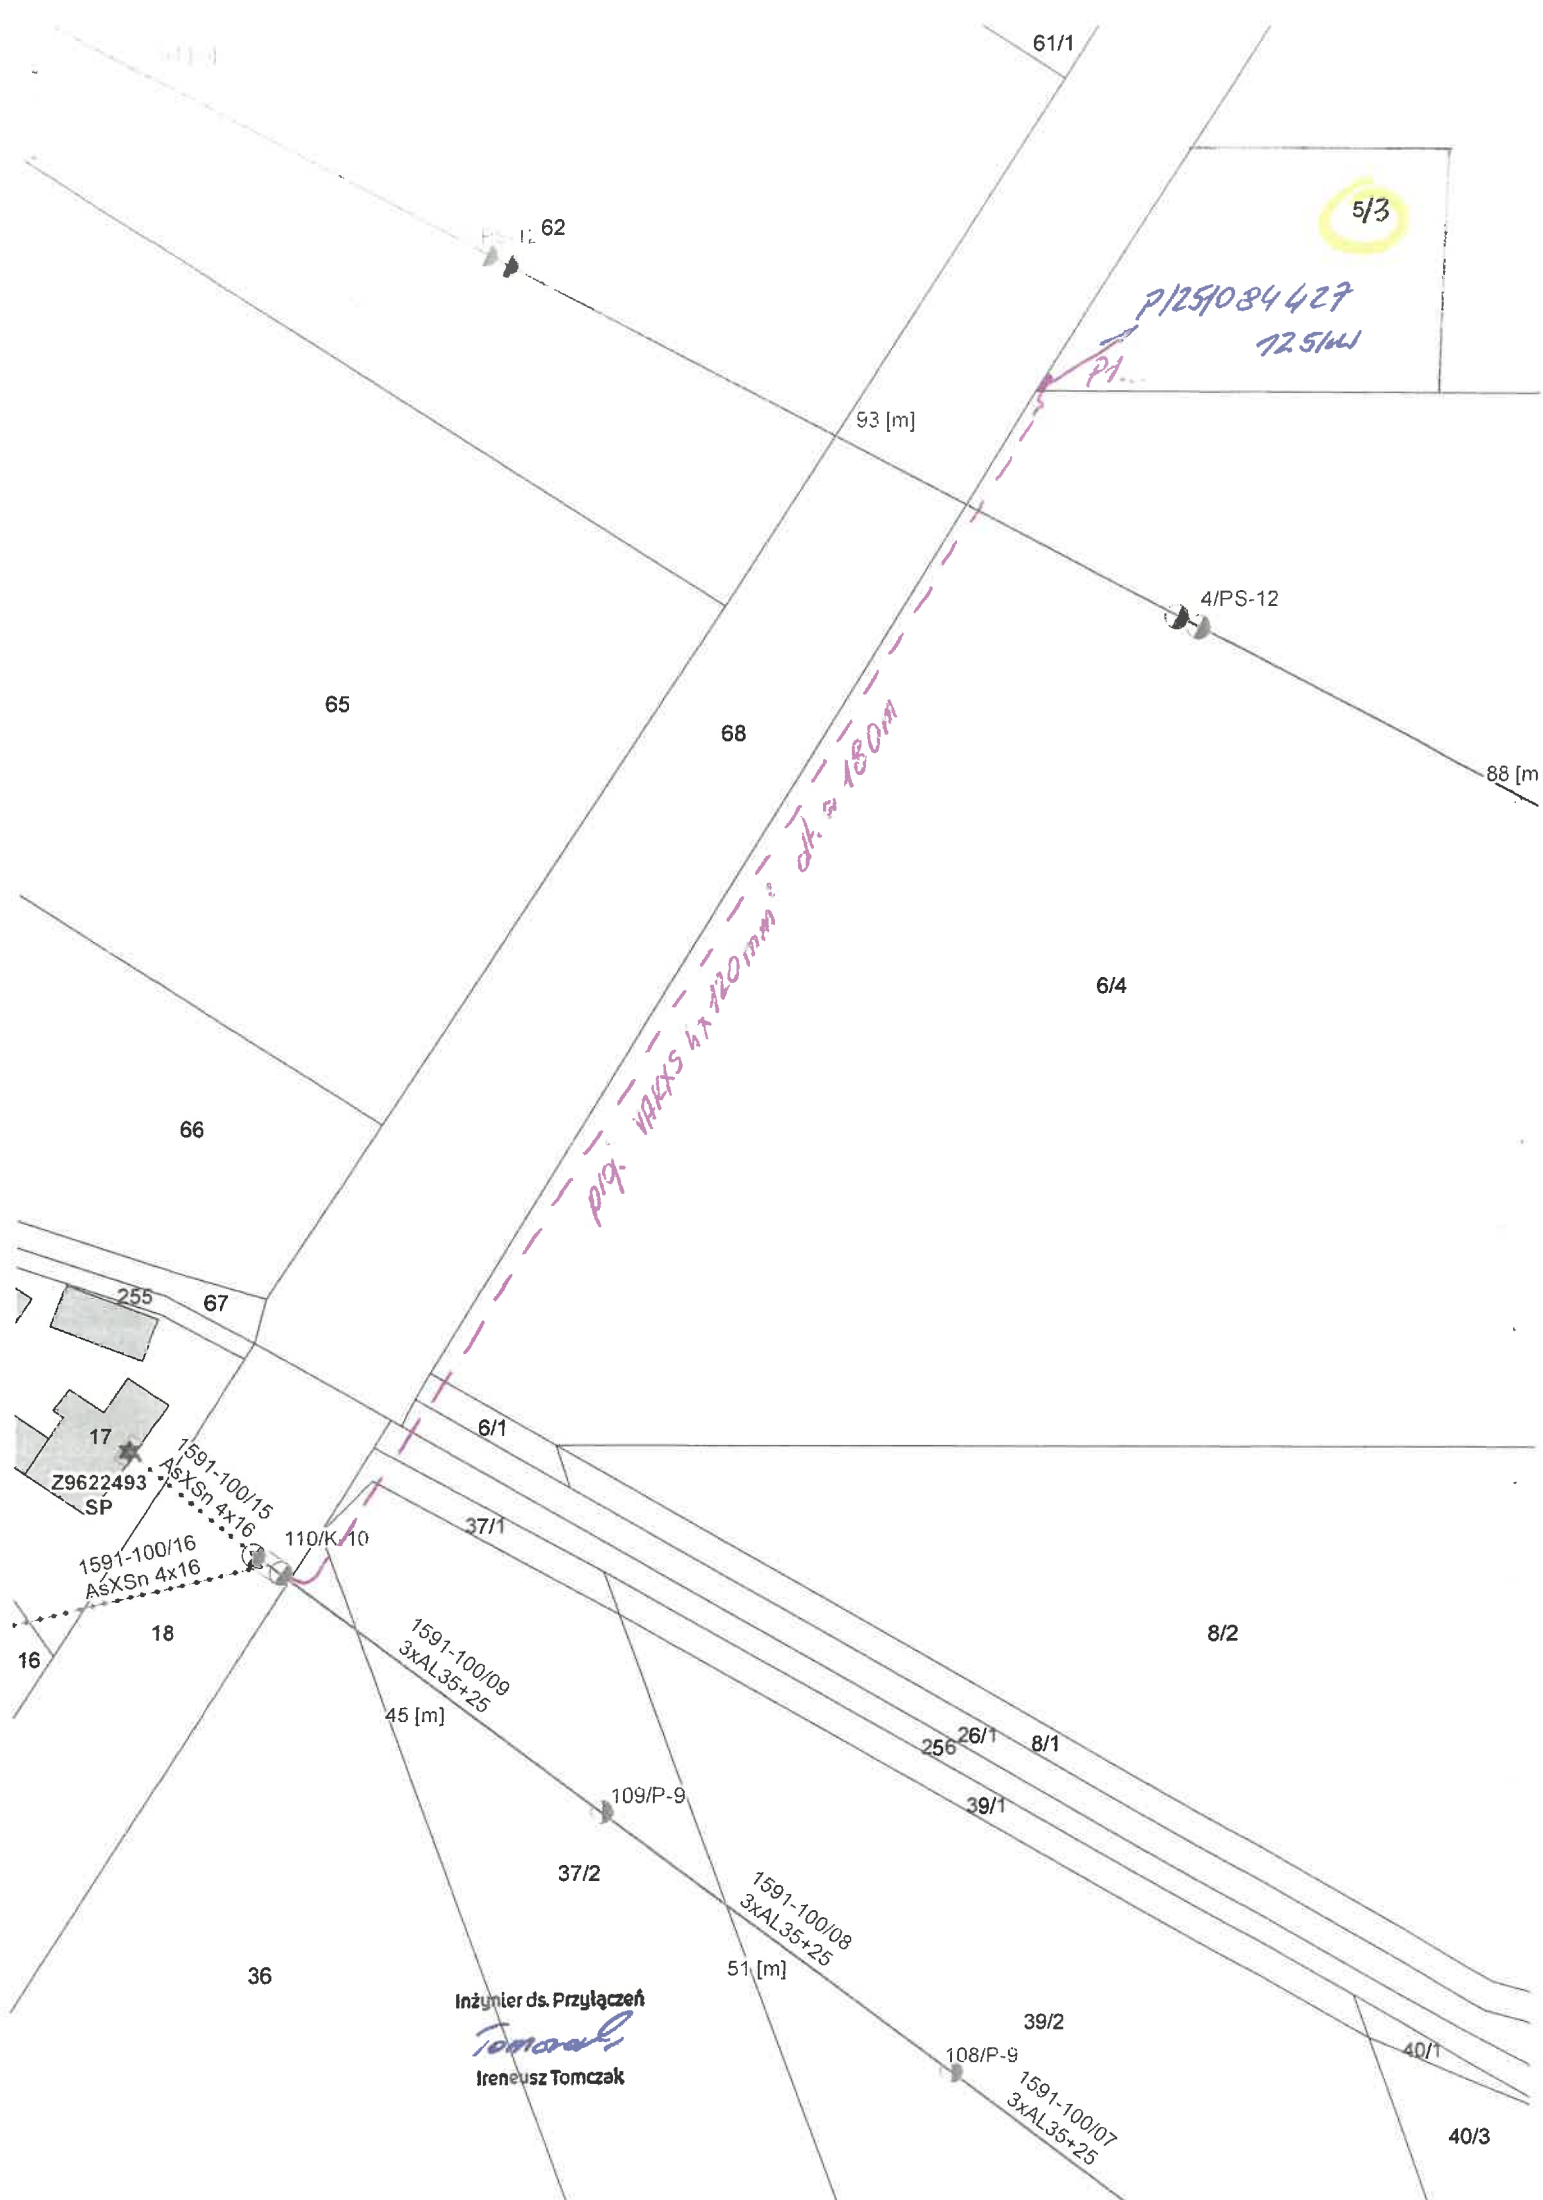 61/1
5/3
62
P/25/084427
125/kW
P1
93 [m]
4/PS-12
65
68
88 [m
dł. ≈ 180m
YAKXS 4x120mm²
6/4
66
255
67
6/1
17
Z9622493
SP
1591-100/15
AsXSn 4x16
110/K-10
37/1
1591-100/16
AsXSn 4x16
18
16
8/2
1591-100/09
3xAL35+25
45 [m]
26/1
256
8/1
39/1
109/P-9
37/2
1591-100/08
3xAL35+25
51 [m]
36
Inżynier ds. Przyłączeń
Ireneusz Tomczak
39/2
108/P-9
40/1
1591-100/07
3xAL35+25
40/3